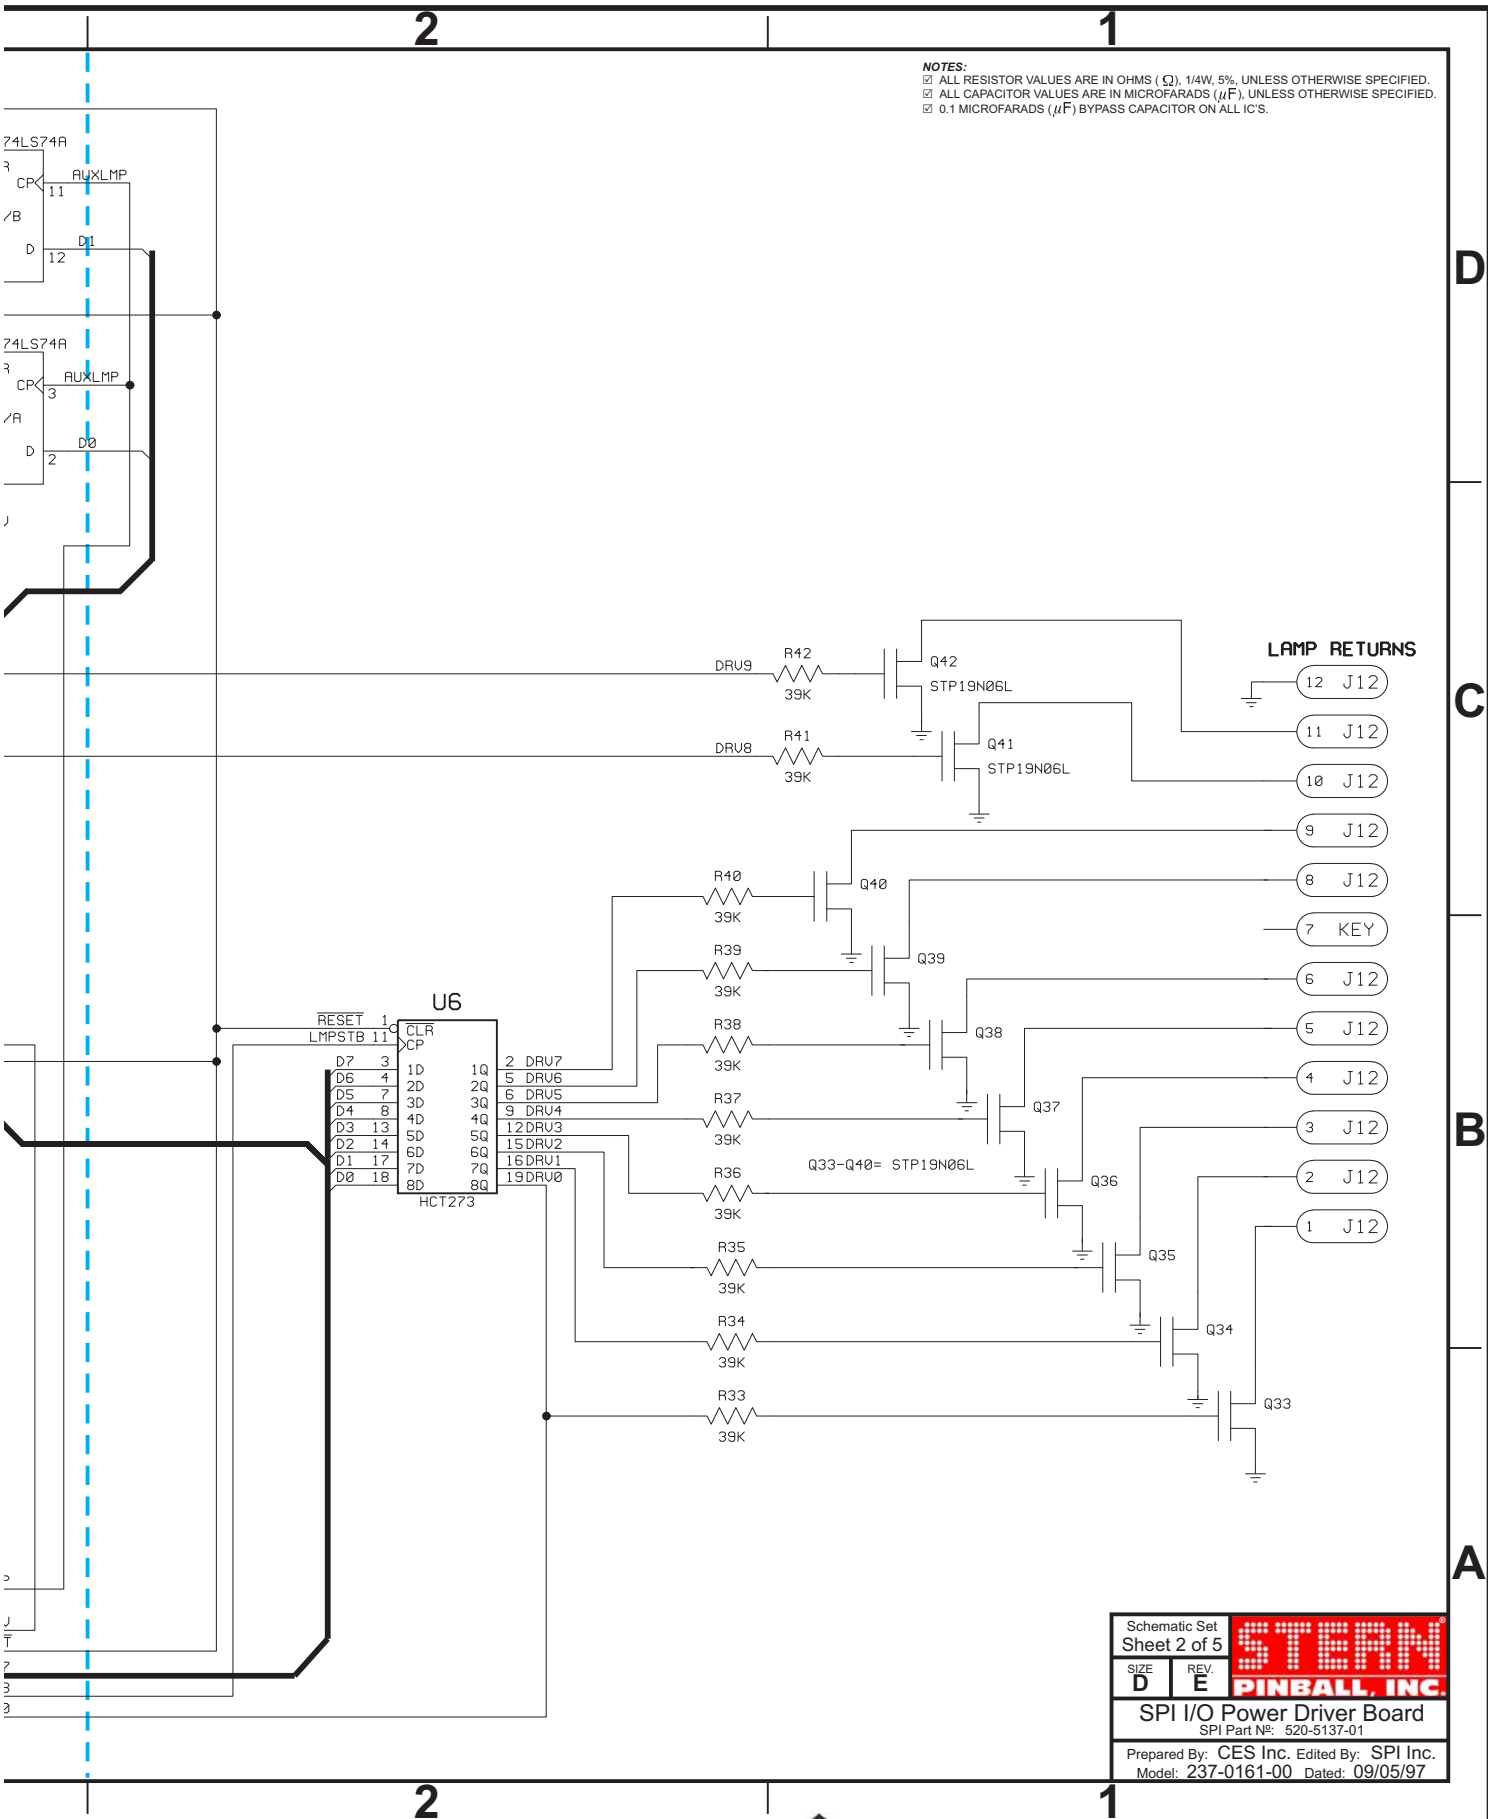 2 1
NOTES:
☑ ALL RESISTOR VALUES ARE IN OHMS ( Ω), 1/4W, 5%, UNLESS OTHERWISE SPECIFIED.
☑ ALL CAPACITOR VALUES ARE IN MICROFARADS (μF), UNLESS OTHERWISE SPECIFIED.
☑ 0.1 MICROFARADS (μF) BYPASS CAPACITOR ON ALL IC'S.
74LS74A
CP 11 AUXLMP
/B
D 12 D1
D
74LS74A
CP 3 AUXLMP
/A
D 2 D0
LAMP RETURNS
DRV9 R42 39K Q42 STP19N06L
12 J12
C
11 J12
DRV8 R41 39K Q41 STP19N06L
10 J12
9 J12
R40 39K Q40
8 J12
7 KEY
R39 39K Q39
6 J12
U6
R38 39K Q38
5 J12
RESET 1 CLR
LMPSTB 11 CP
D7 3 1D 1Q 2 DRV7
D6 4 2D 2Q 5 DRV6
D5 7 3D 3Q 6 DRV5
D4 8 4D 4Q 9 DRV4
D3 13 5D 5Q 12 DRV3
D2 14 6D 6Q 15 DRV2
D1 17 7D 7Q 16 DRV1
D0 18 8D 8Q 19 DRV0
HCT273
4 J12
R37 39K Q37
3 J12
B
Q33-Q40= STP19N06L
2 J12
R36 39K Q36
1 J12
R35 39K Q35
R34 39K Q34
R33 39K Q33
A
Schematic Set
Sheet 2 of 5
SIZE D
REV. E
STERN®
PINBALL, INC.
SPI I/O Power Driver Board
SPI Part Nº: 520-5137-01
Prepared By: CES Inc. Edited By: SPI Inc.
Model: 237-0161-00 Dated: 09/05/97
2 1